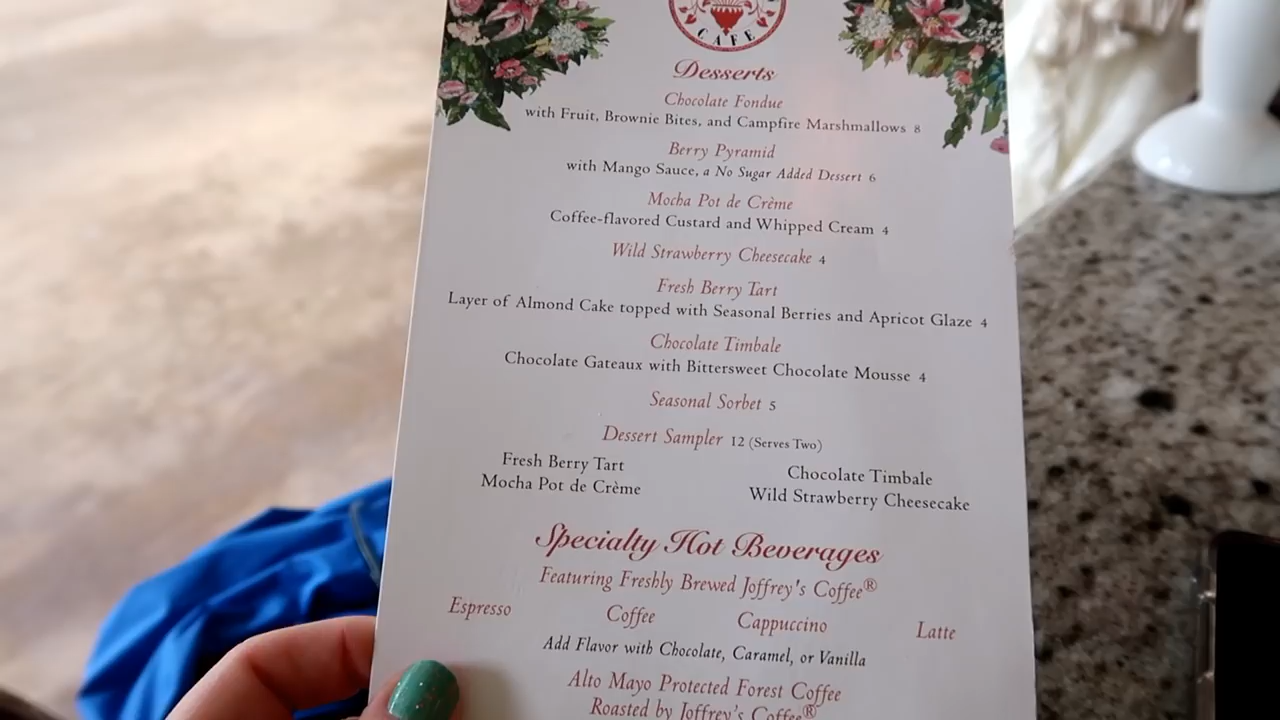 CAFE
Desserts
Chocolate Fondue
with Fruit, Brownie Bites, and Campfire Marshmallows 8
Berry Pyramid
with Mango Sauce, a No Sugar Added Dessert 6
Mocha Pot de Crème
Coffee-flavored Custard and Whipped Cream 4
Wild Strawberry Cheesecake 4
Fresh Berry Tart
Layer of Almond Cake topped with Seasonal Berries and Apricot Glaze 4
Chocolate Timbale
Chocolate Gateaux with Bittersweet Chocolate Mousse 4
Seasonal Sorbet 5
Dessert Sampler 12 (Serves Two)
Fresh Berry Tart Chocolate Timbale
Mocha Pot de Crème Wild Strawberry Cheesecake
Specialty Hot Beverages
Featuring Freshly Brewed Joffrey's Coffee®
Espresso Coffee Cappuccino Latte
Add Flavor with Chocolate, Caramel, or Vanilla
Alto Mayo Protected Forest Coffee
Roasted by Joffrey's Coffee®